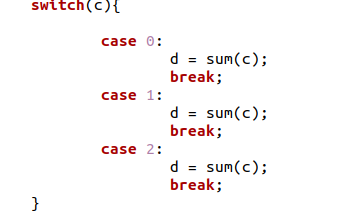 switch(c){
case 0:
d = sum(c);
break;
case 1:
d = sum(c);
break;
case 2:
d = sum(c);
break;
}